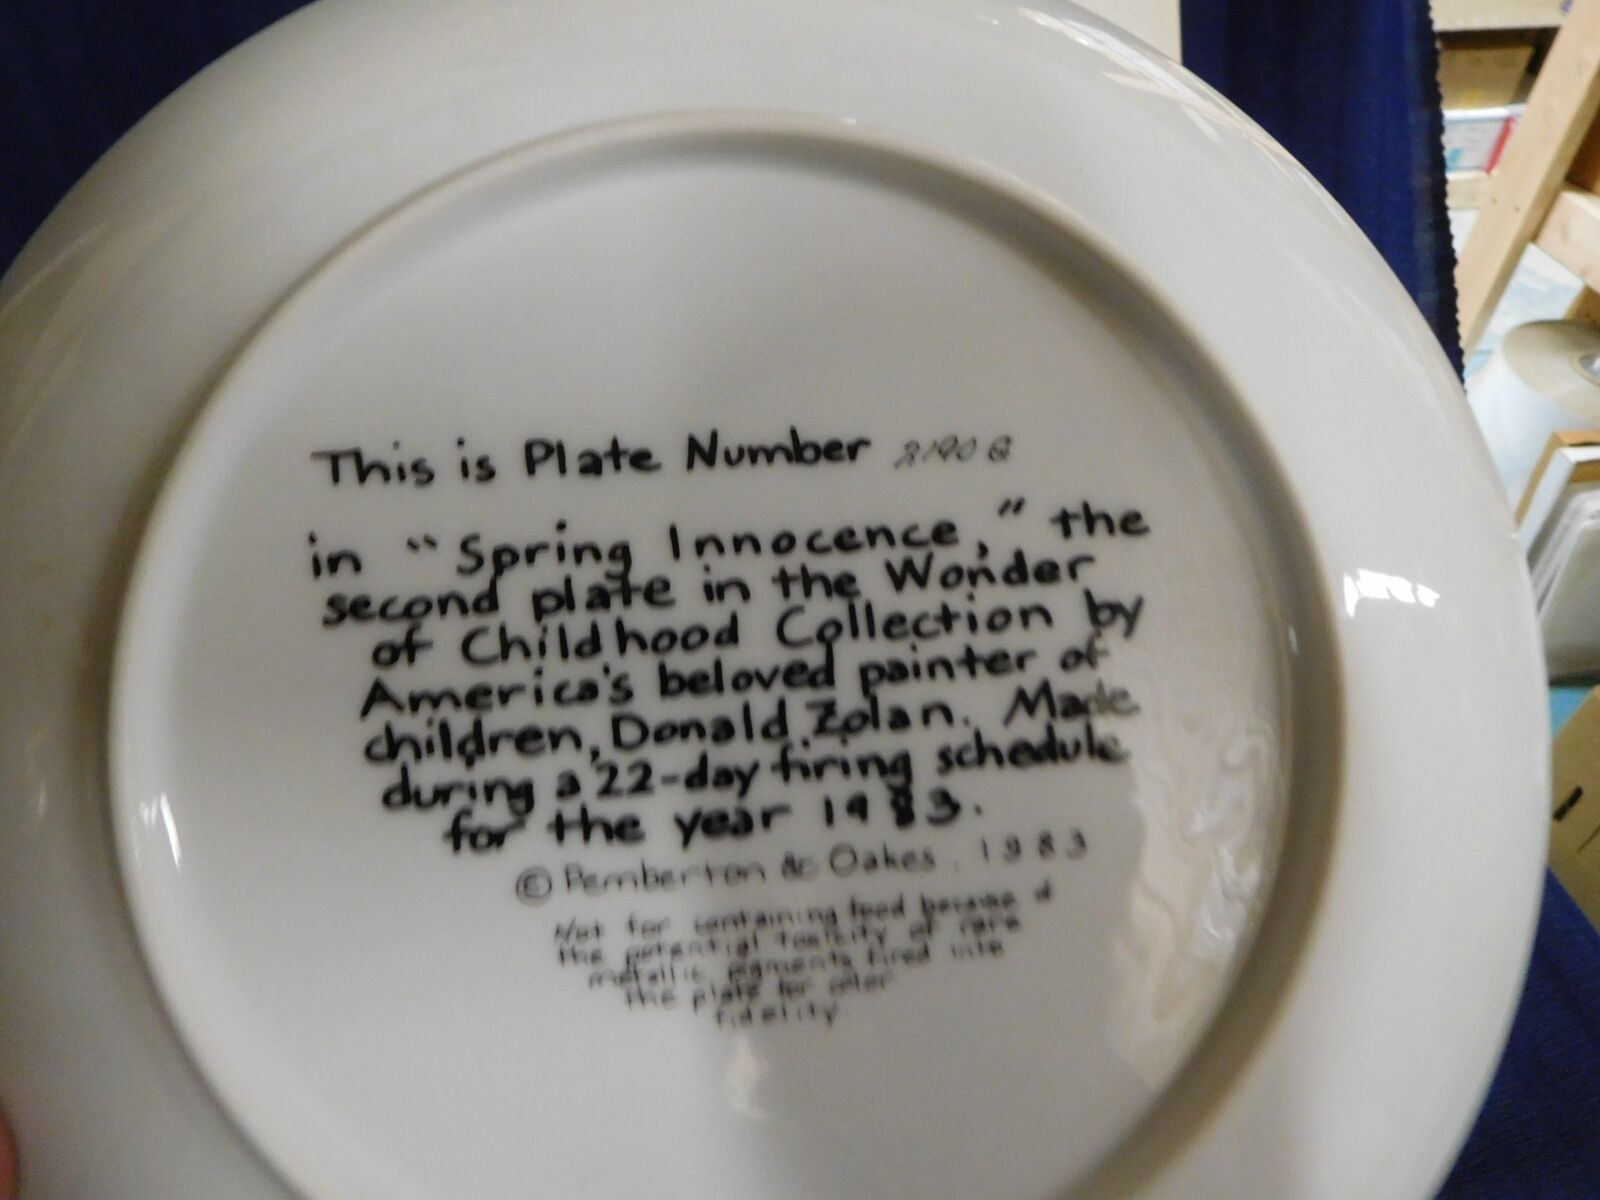 This is Plate Number 2190 G
in "Spring Innocence," the
second plate in the Wonder
of Childhood Collection by
America's beloved painter of
children, Donald Zolan. Made
during a 22-day firing schedule
for the year 1983.
© Pemberton & Oakes, 1983
Not for containing food because of
the potential toxicity of rare
metallic pigments fired into
the plate for color
fidelity.